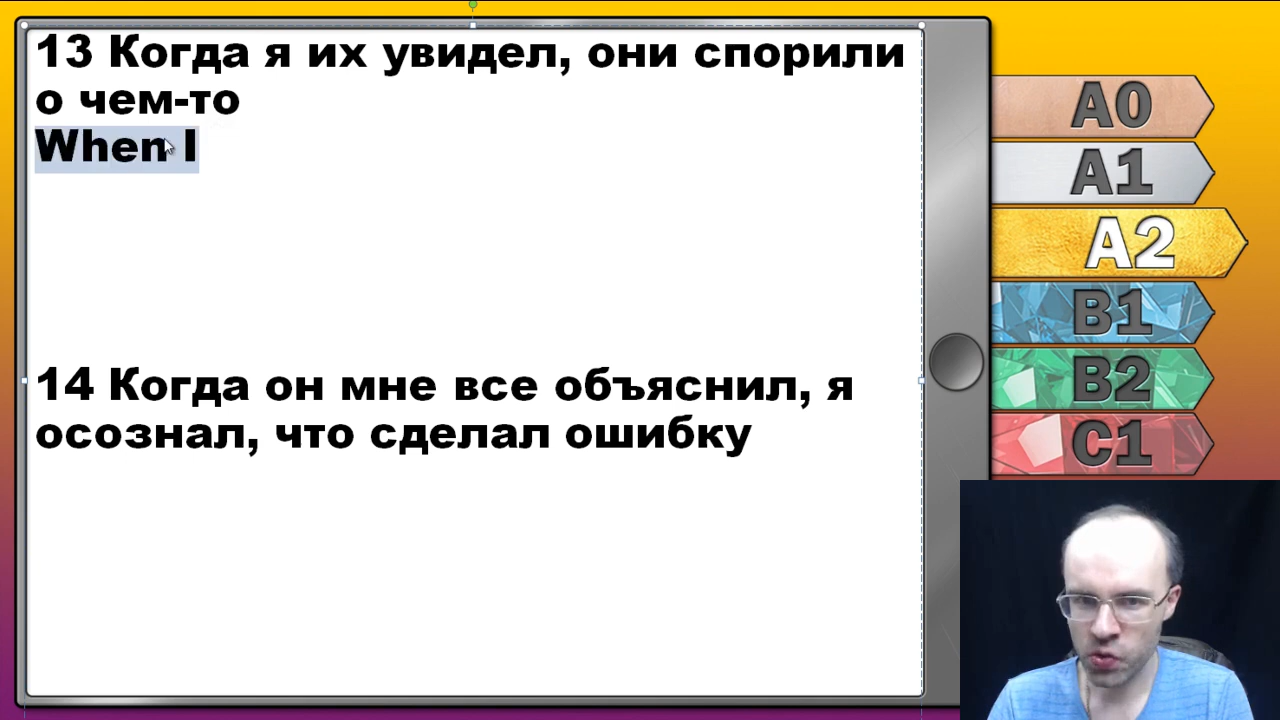 13 Когда я их увидел, они спорили
о чем-то
When I
14 Когда он мне все объяснил, я
осознал, что сделал ошибку
A0
A1
A2
B1
B2
C1